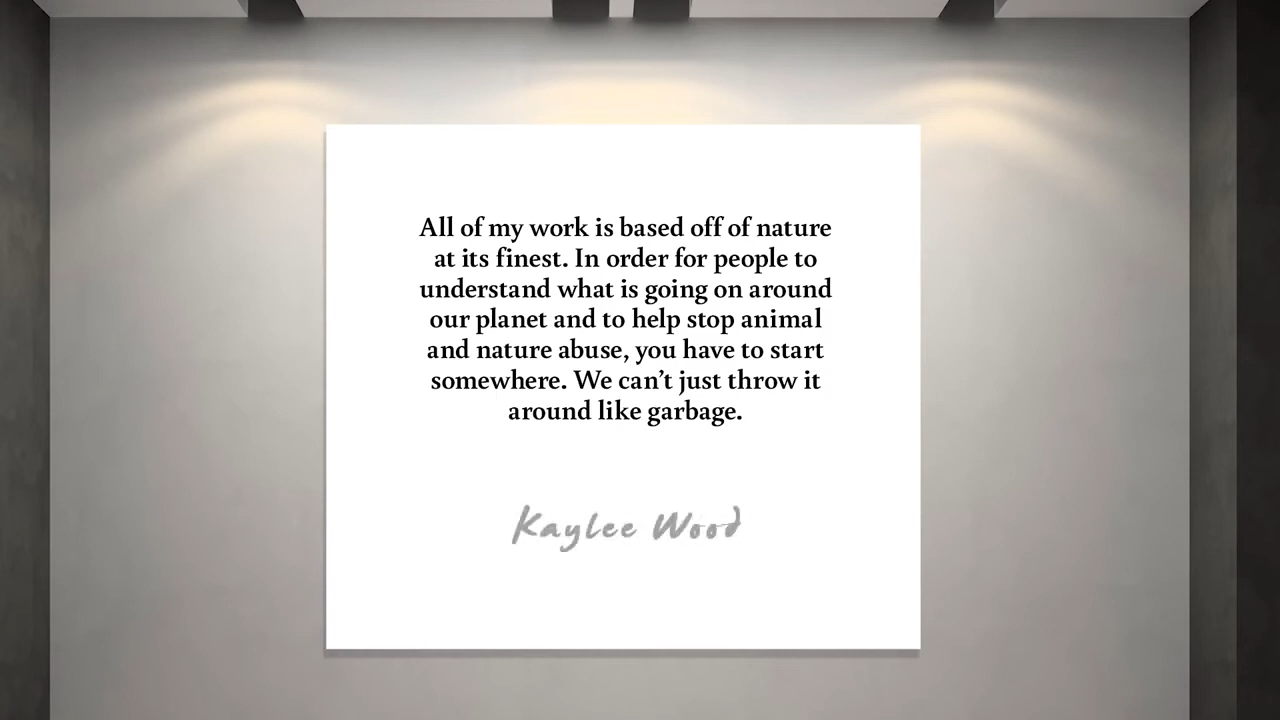 All of my work is based off of nature
at its finest. In order for people to
understand what is going on around
our planet and to help stop animal
and nature abuse, you have to start
somewhere. We can’t just throw it
around like garbage.
Kaylee Wood